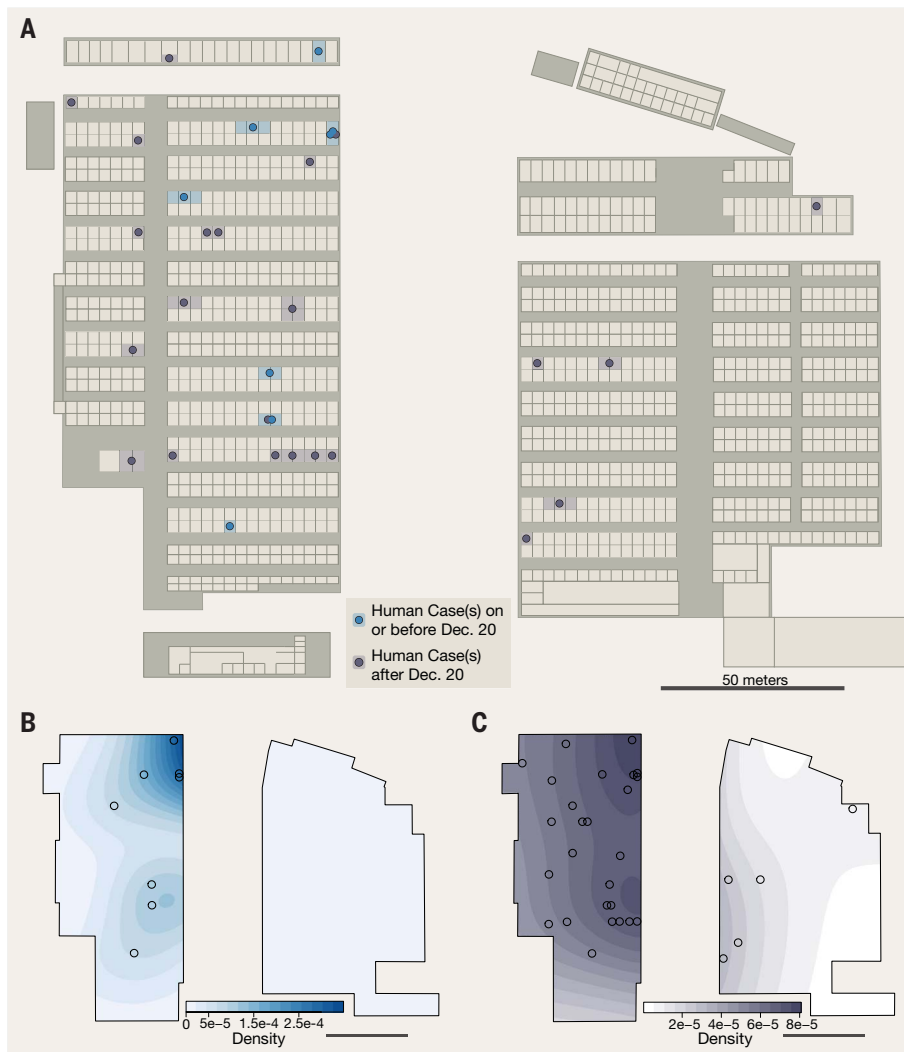 A
Human Case(s) on
or before Dec. 20
Human Case(s)
after Dec. 20
50 meters
B
C
0 5e-5 1.5e-4 2.5e-4
Density
2e-5 4e-5 6e-5 8e-5
Density